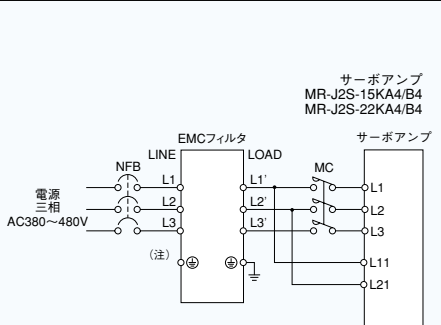 サーボアンプ
MR-J2S-15KA4/B4
MR-J2S-22KA4/B4
EMCフィルタ
サーボアンプ
LINE
LOAD
NFB
MC
L1
L1'
L1
電源
三相
AC380～480V
L2
L2'
L2
L3
L3'
L3
（注）
L11
L21